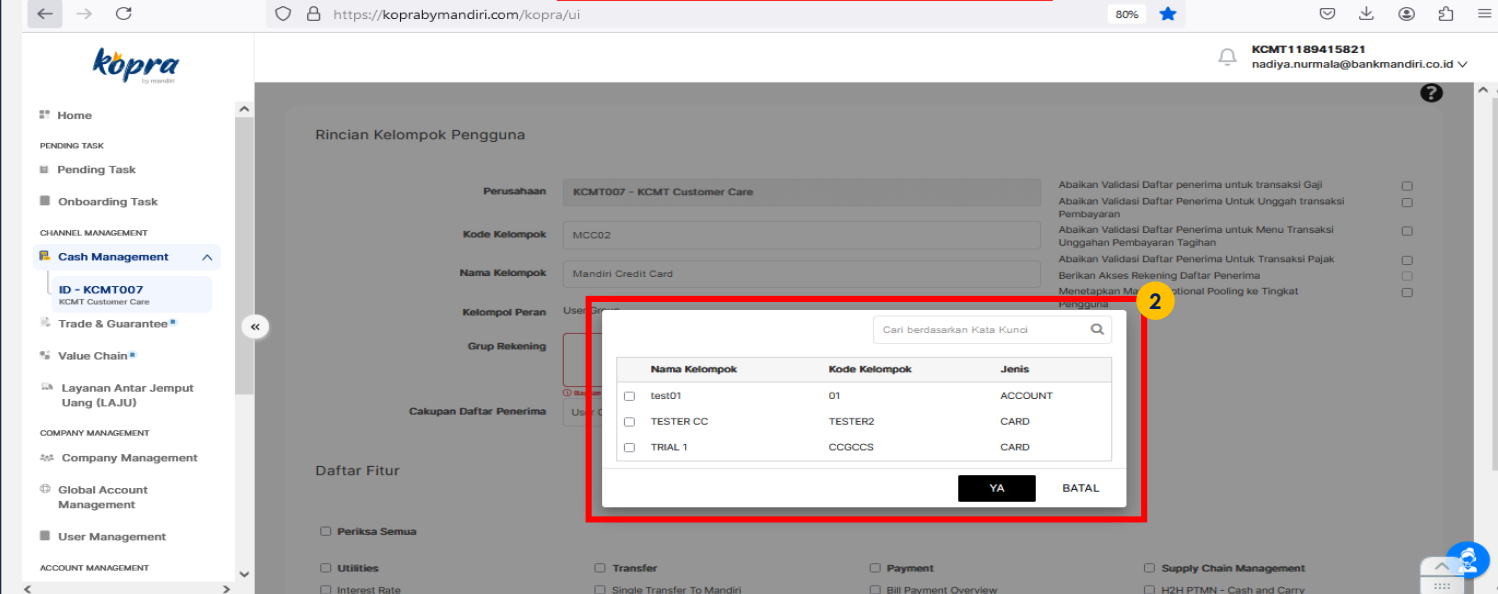 https://koprabymandiri.com/kopra/ui
80%
kopra
by mandiri
KCMT1189415821
nadiya.nurmala@bankmandiri.co.id
Home
PENDING TASK
Pending Task
Onboarding Task
CHANNEL MANAGEMENT
Cash Management
ID - KCMT007
KCMT Customer Care
Trade & Guarantee
Value Chain
Layanan Antar Jemput
Uang (LAJU)
COMPANY MANAGEMENT
Company Management
Global Account
Management
User Management
ACCOUNT MANAGEMENT
«
?
Rincian Kelompok Pengguna
Perusahaan
KCMT007 - KCMT Customer Care
Kode Kelompok
MCC02
Nama Kelompok
Mandiri Credit Card
Kelompol Peran
User Group
Grup Rekening
Cakupan Daftar Penerima
Abaikan Validasi Daftar penerima untuk transaksi Gaji
Abaikan Validasi Daftar Penerima Untuk Unggah transaksi
Pembayaran
Abaikan Validasi Daftar Penerima untuk Menu Transaksi
Unggahan Pembayaran Tagihan
Abaikan Validasi Daftar Penerima Untuk Transaksi Pajak
Berikan Akses Rekening Daftar Penerima
Menetapkan Pooling ke Tingkat
Pengguna
2
Cari berdasarkan Kata Kunci
Nama Kelompok Kode Kelompok Jenis
test01 01 ACCOUNT
TESTER CC TESTER2 CARD
TRIAL 1 CCGCCS CARD
YA BATAL
Daftar Fitur
Periksa Semua
Utilities Transfer Payment Supply Chain Management
Interest Rate Single Transfer To Mandiri Bill Payment Overview H2H PTMN - Cash and Carry